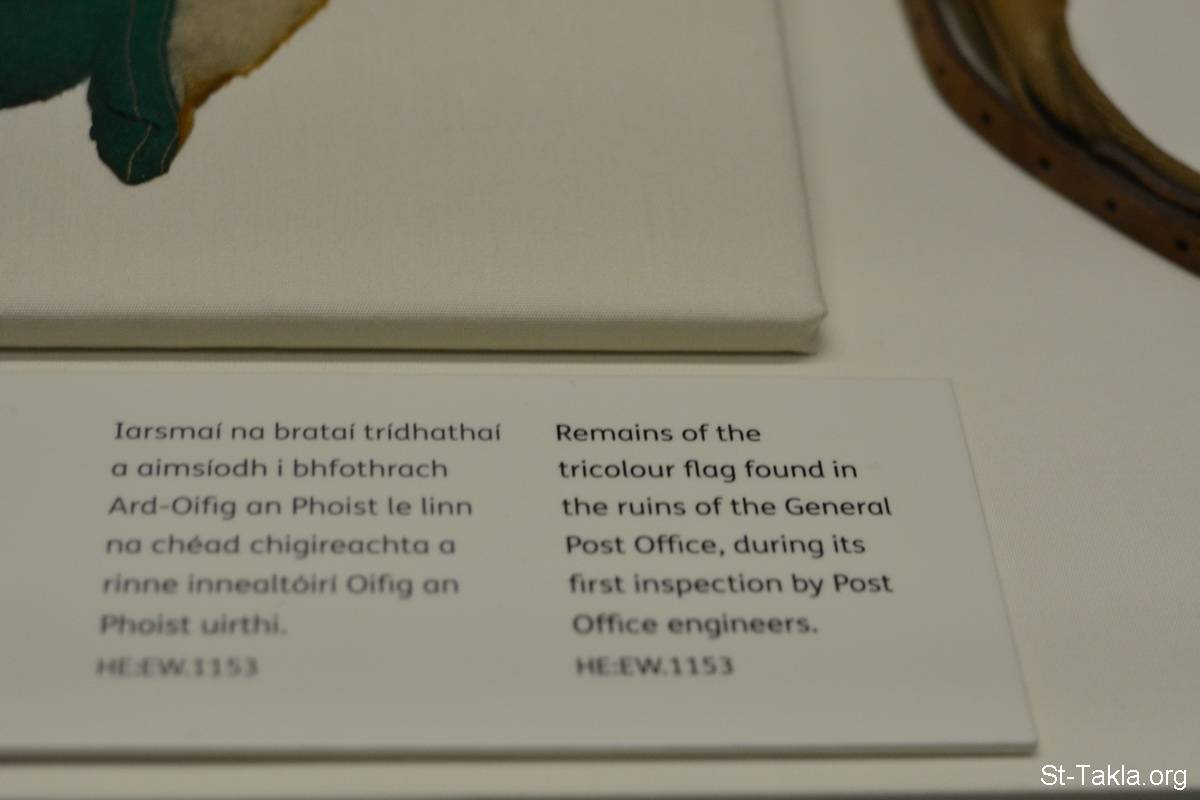 Iarsmaí na brataí trídhathaí
a aimsíodh i bhfothrach
Ard-Oifig an Phoist le linn
na chéad chigireachta a
rinne innealtóirí Oifig an
Phoist uirthi.
HE:EW.1153
Remains of the
tricolour flag found in
the ruins of the General
Post Office, during its
first inspection by Post
Office engineers.
HE:EW.1153
St-Takla.org